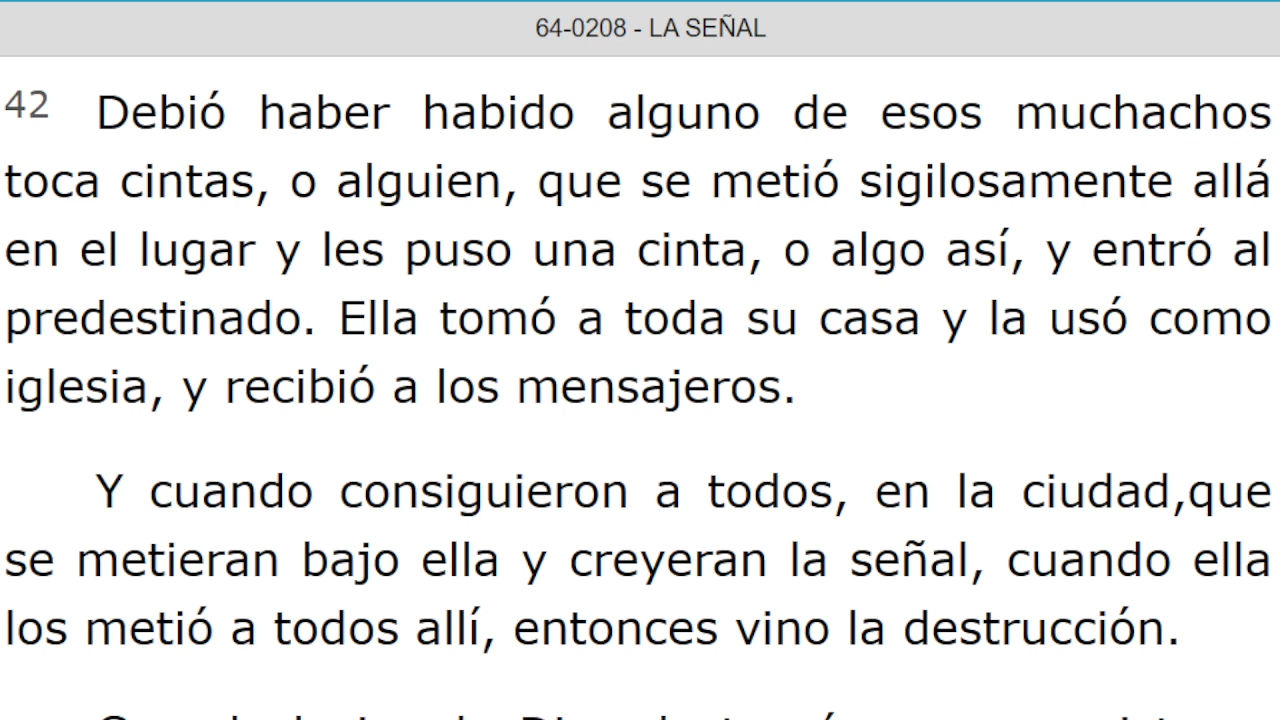 64-0208 - LA SEÑAL
42 Debió haber habido alguno de esos muchachos
toca cintas, o alguien, que se metió sigilosamente allá
en el lugar y les puso una cinta, o algo así, y entró al
predestinado. Ella tomó a toda su casa y la usó como
iglesia, y recibió a los mensajeros.
Y cuando consiguieron a todos, en la ciudad,que
se metieran bajo ella y creyeran la señal, cuando ella
los metió a todos allí, entonces vino la destrucción.